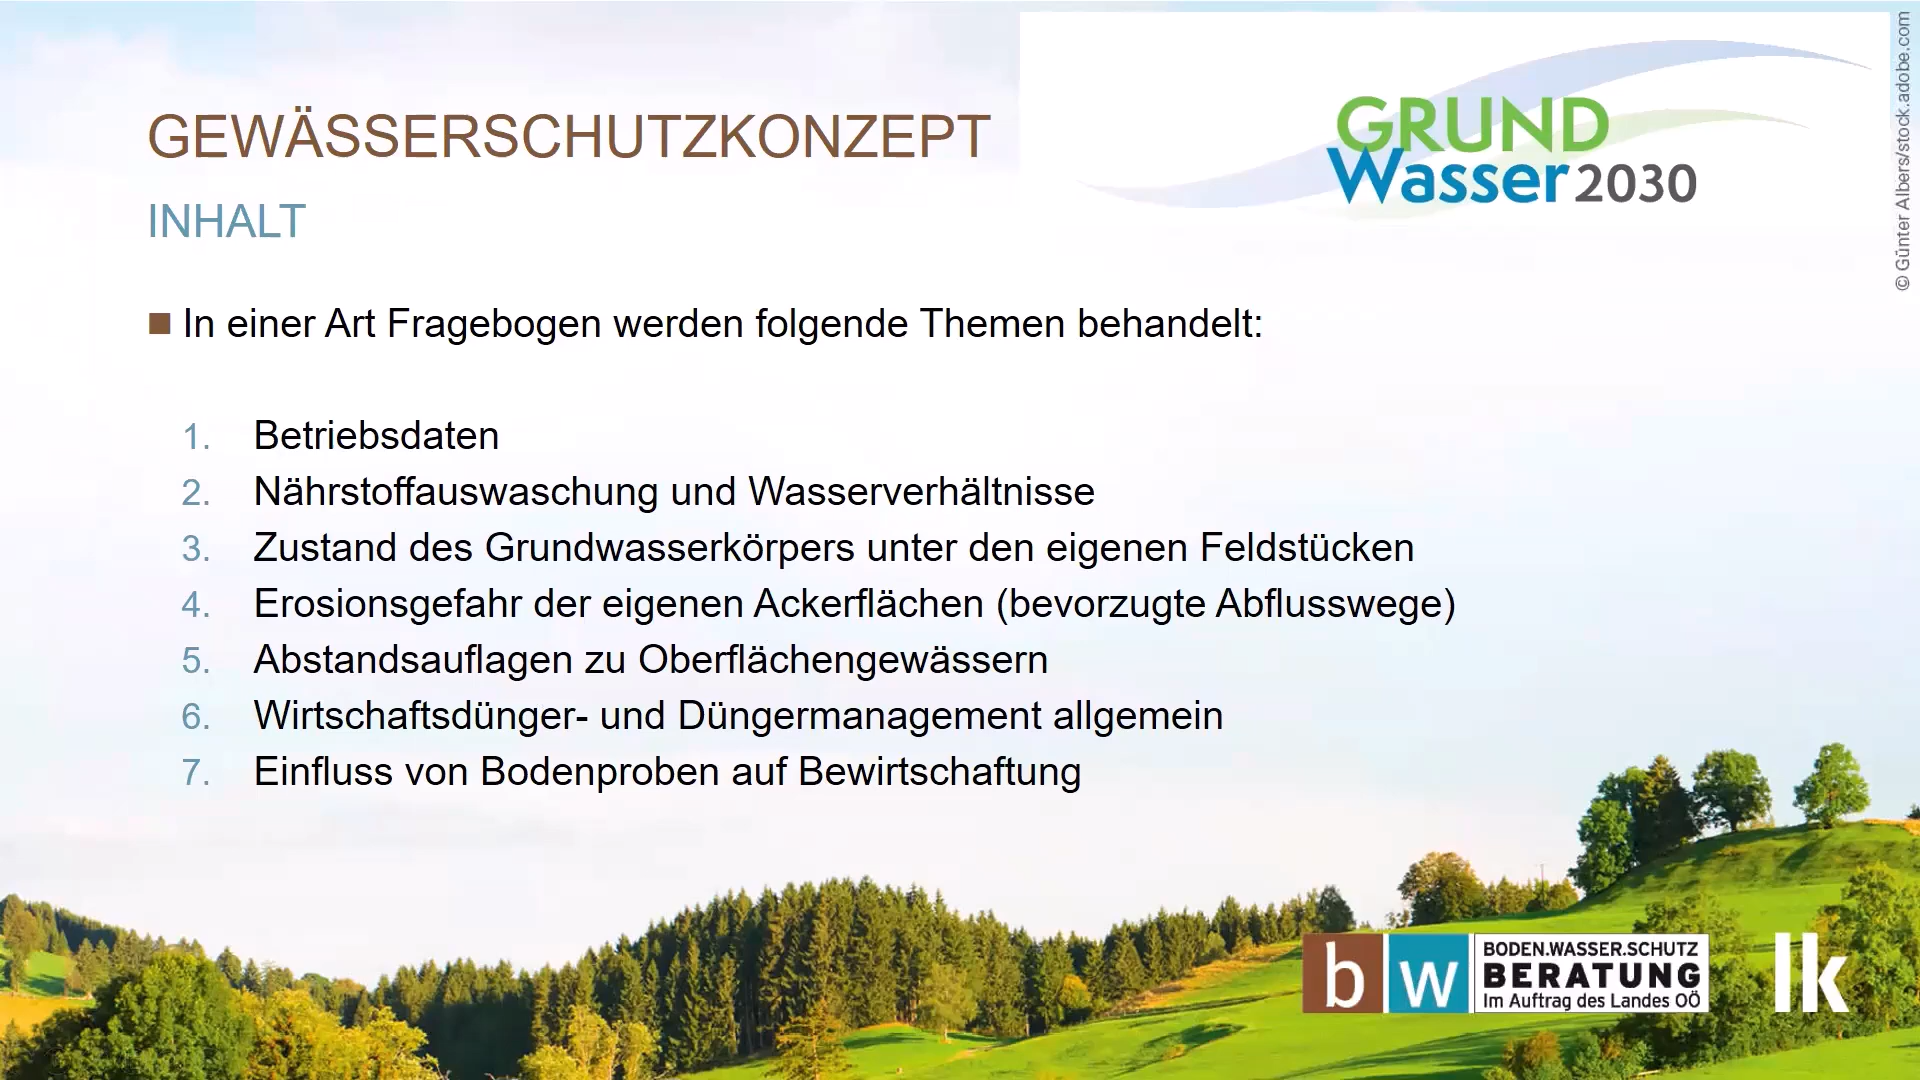 GEWÄSSERSCHUTZKONZEPT
INHALT
GRUND
Wasser 2030
© Günter Albers/stock.adobe.com
In einer Art Fragebogen werden folgende Themen behandelt:
1. Betriebsdaten
2. Nährstoffauswaschung und Wasserverhältnisse
3. Zustand des Grundwasserkörpers unter den eigenen Feldstücken
4. Erosionsgefahr der eigenen Ackerflächen (bevorzugte Abflusswege)
5. Abstandsauflagen zu Oberflächengewässern
6. Wirtschaftsdünger- und Düngermanagement allgemein
7. Einfluss von Bodenproben auf Bewirtschaftung
b w
BODEN.WASSER.SCHUTZ
BERATUNG
Im Auftrag des Landes OÖ
lk